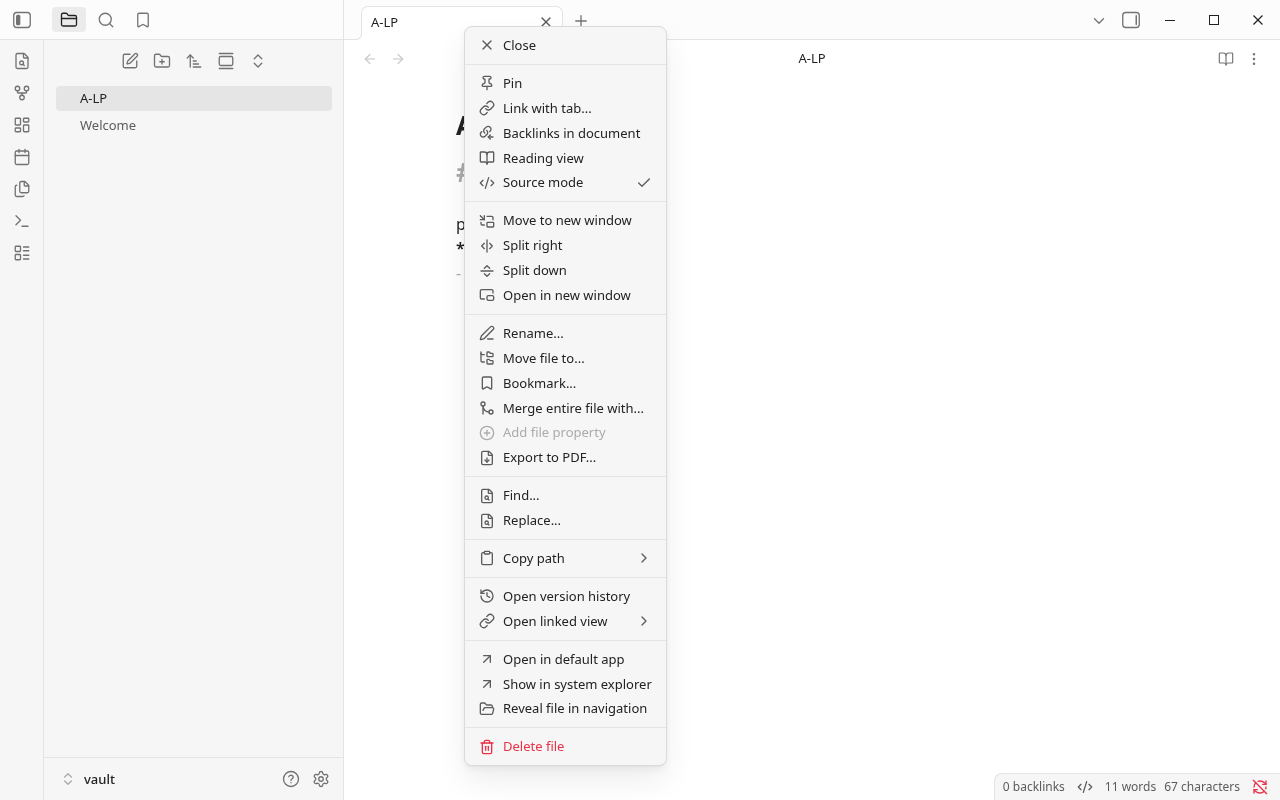 A-LP
A-LP
Welcome
vault
A-LP
#
p
*
-
Close
Pin
Link with tab...
Backlinks in document
Reading view
Source mode
Move to new window
Split right
Split down
Open in new window
Rename...
Move file to...
Bookmark...
Merge entire file with...
Add file property
Export to PDF...
Find...
Replace...
Copy path
Open version history
Open linked view
Open in default app
Show in system explorer
Reveal file in navigation
Delete file
0 backlinks 11 words 67 characters